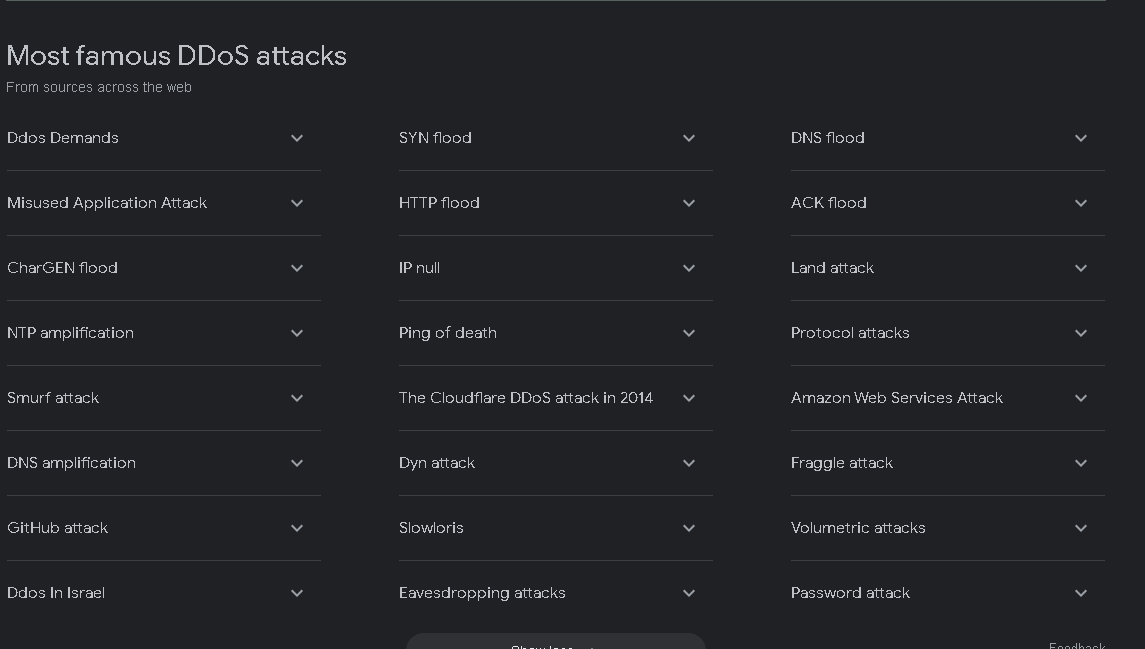 Most famous DDoS attacks
From sources across the web
Ddos Demands
SYN flood
DNS flood
Misused Application Attack
HTTP flood
ACK flood
CharGEN flood
IP null
Land attack
NTP amplification
Ping of death
Protocol attacks
Smurf attack
The Cloudflare DDoS attack in 2014
Amazon Web Services Attack
DNS amplification
Dyn attack
Fraggle attack
GitHub attack
Slowloris
Volumetric attacks
Ddos In Israel
Eavesdropping attacks
Password attack
Show less
Feedback